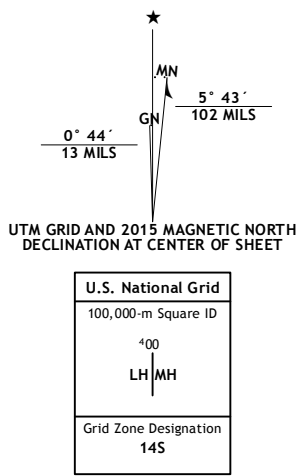 ★
MN
GN
5° 43´
102 MILS
0° 44´
13 MILS
UTM GRID AND 2015 MAGNETIC NORTH
DECLINATION AT CENTER OF SHEET
U.S. National Grid
100,000-m Square ID
⁴00
LH MH
Grid Zone Designation
14S